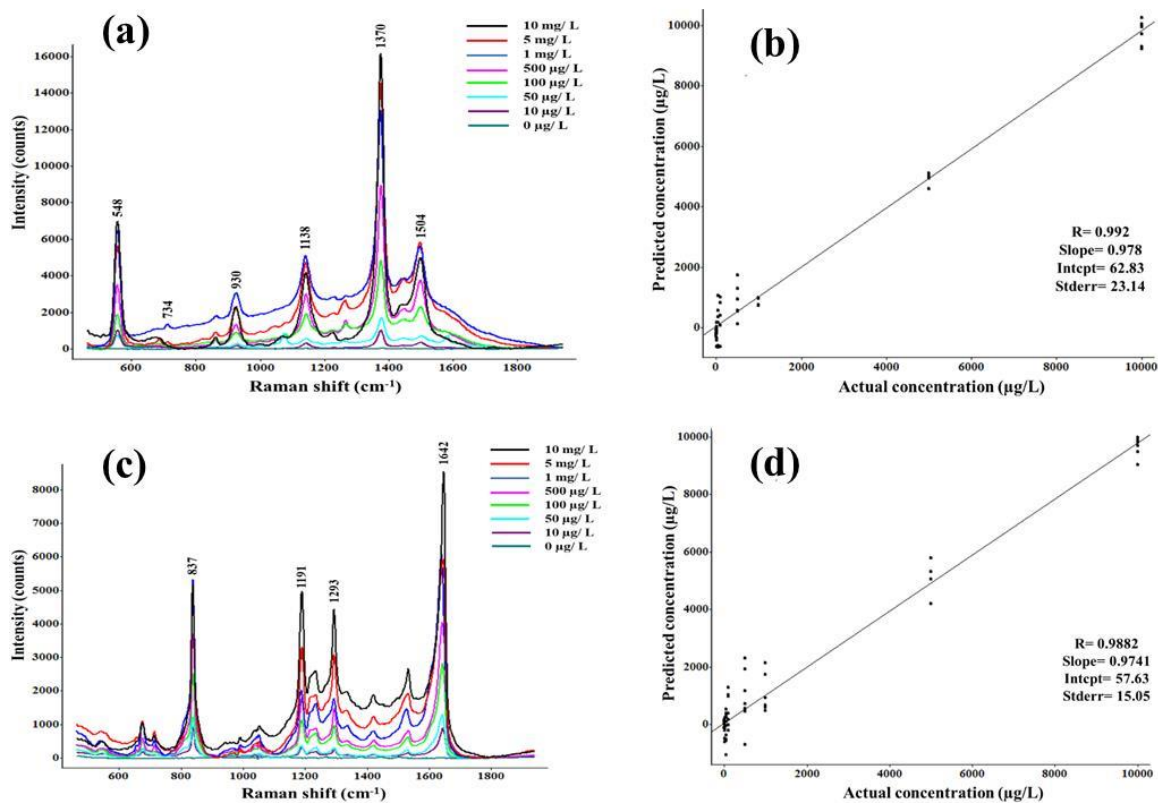 (a)
1370
10 mg/ L
5 mg/ L
1 mg/ L
500 µg/ L
100 µg/ L
50 µg/ L
10 µg/ L
0 µg/ L
16000
14000
12000
10000
8000
6000
4000
2000
0
Intensity (counts)
548
734
930
1138
1504
600 800 1000 1200 1400 1600 1800
Raman shift (cm⁻¹)
(b)
10000
8000
6000
4000
2000
0
Predicted concentration (µg/L)
R= 0.992
Slope= 0.978
Intcpt= 62.83
Stderr= 23.14
0 2000 4000 6000 8000 10000
Actual concentration (µg/L)
(c)
1642
10 mg/ L
5 mg/ L
1 mg/ L
500 µg/ L
100 µg/ L
50 µg/ L
10 µg/ L
0 µg/ L
8000
7000
6000
5000
4000
3000
2000
1000
0
Intensity (counts)
837
1191
1293
600 800 1000 1200 1400 1600 1800
Raman shift (cm⁻¹)
(d)
10000
8000
6000
4000
2000
0
Predicted concentration (µg/L)
R= 0.9882
Slope= 0.9741
Intcpt= 57.63
Stderr= 15.05
0 2000 4000 6000 8000 10000
Actual concentration (µg/L)